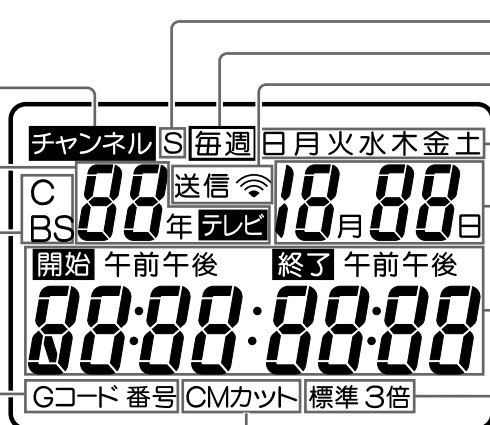 チャンネル S 毎週 日月火水木金土
C 88 送信 18 88
BS 年 テレビ 月 日
開始 午前午後 終了 午前午後
88:88・88:88
Gコード 番号 CMカット 標準 3倍